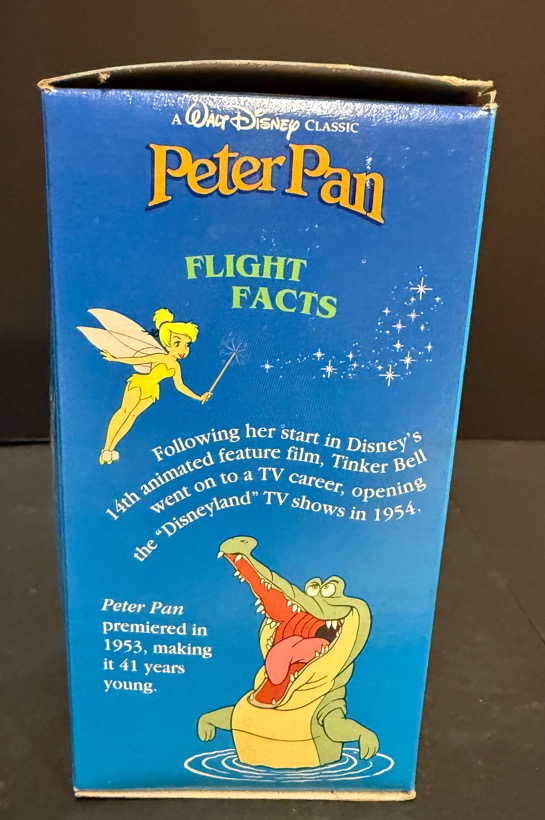 A Walt Disney CLASSIC
Peter Pan
FLIGHT
FACTS
Following her start in Disney's
14th animated feature film, Tinker Bell
went on to a TV career, opening
the "Disneyland" TV shows in 1954.
Peter Pan
premiered in
1953, making
it 41 years
young.